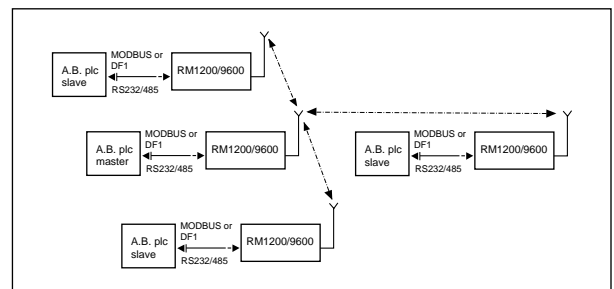 A.B. plc
slave
MODBUS or
DF1
RS232/485
RM1200/9600
A.B. plc
master
MODBUS or
DF1
RS232/485
RM1200/9600
A.B. plc
slave
MODBUS or
DF1
RS232/485
RM1200/9600
A.B. plc
slave
MODBUS or
DF1
RS232/485
RM1200/9600